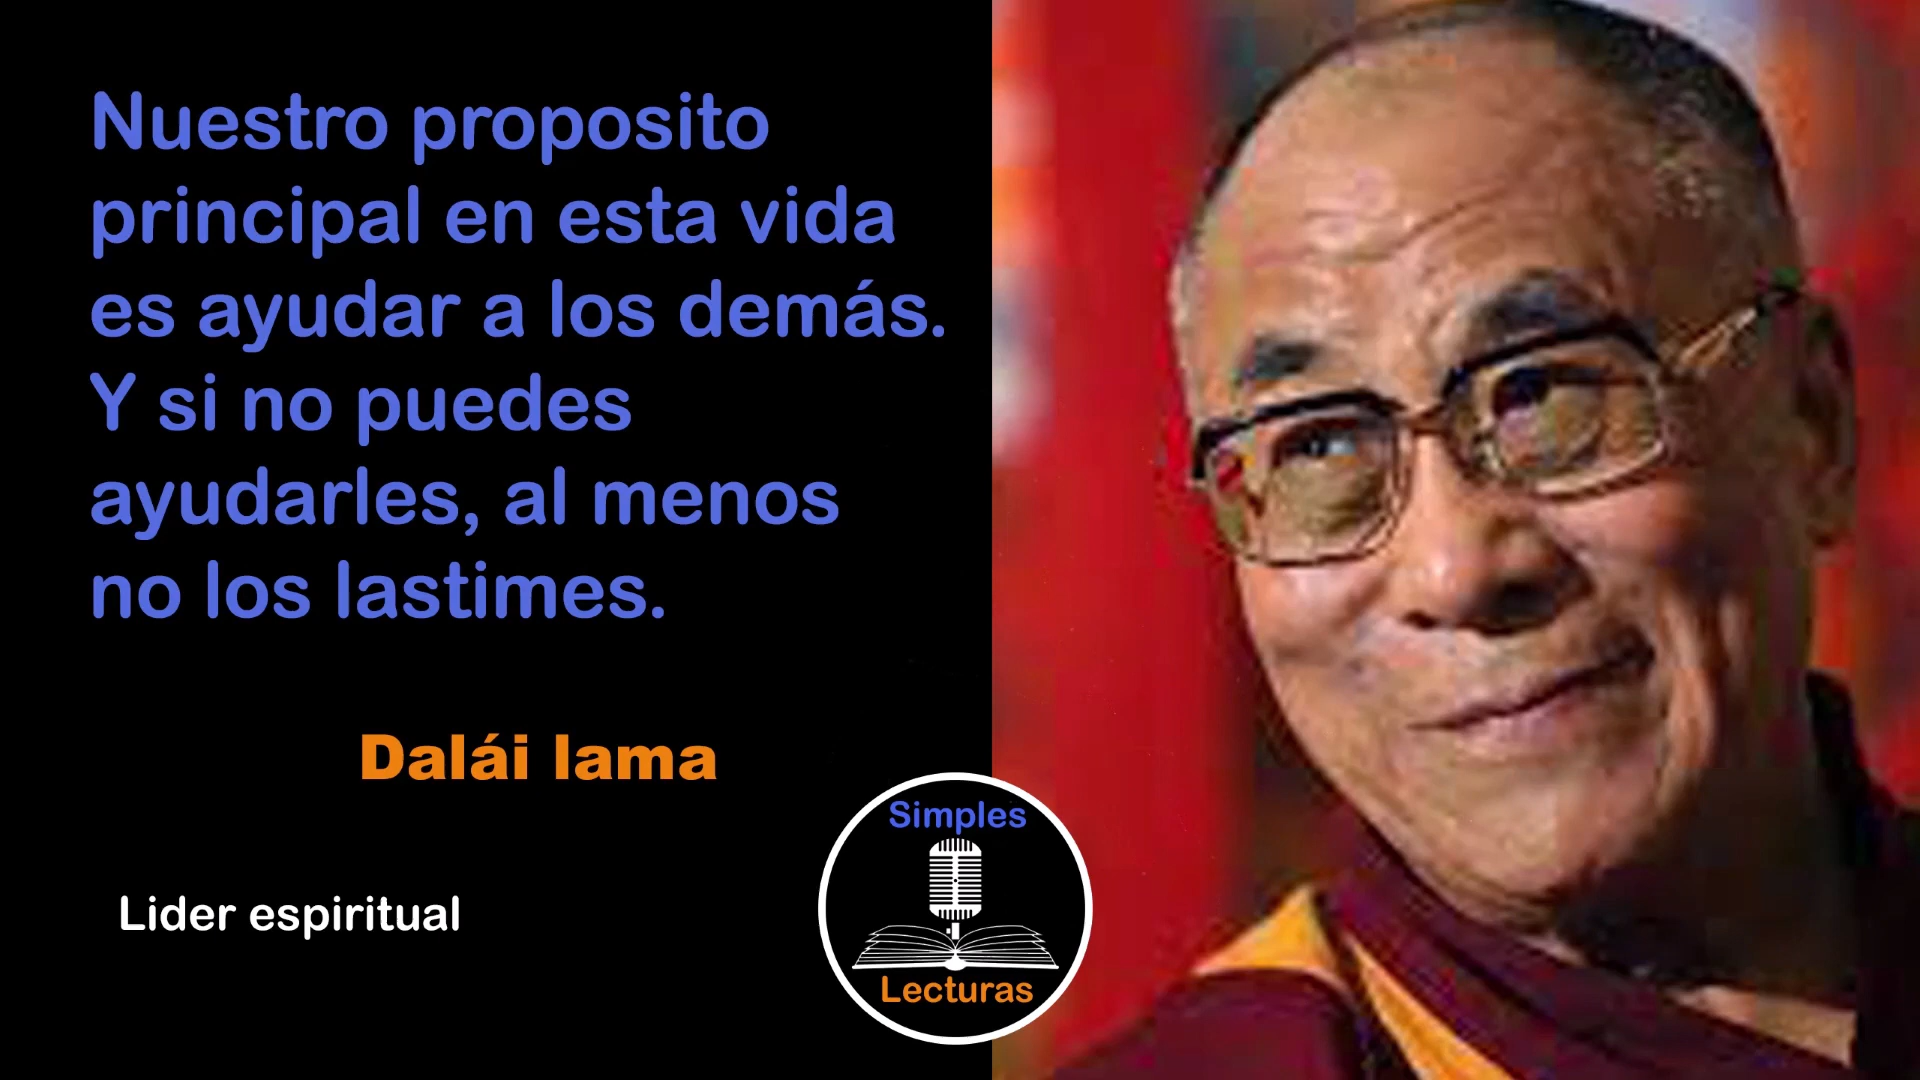 Nuestro proposito
principal en esta vida
es ayudar a los demás.
Y si no puedes
ayudarles, al menos
no los lastimes.
Dalái lama
Lider espiritual
Simples
Lecturas